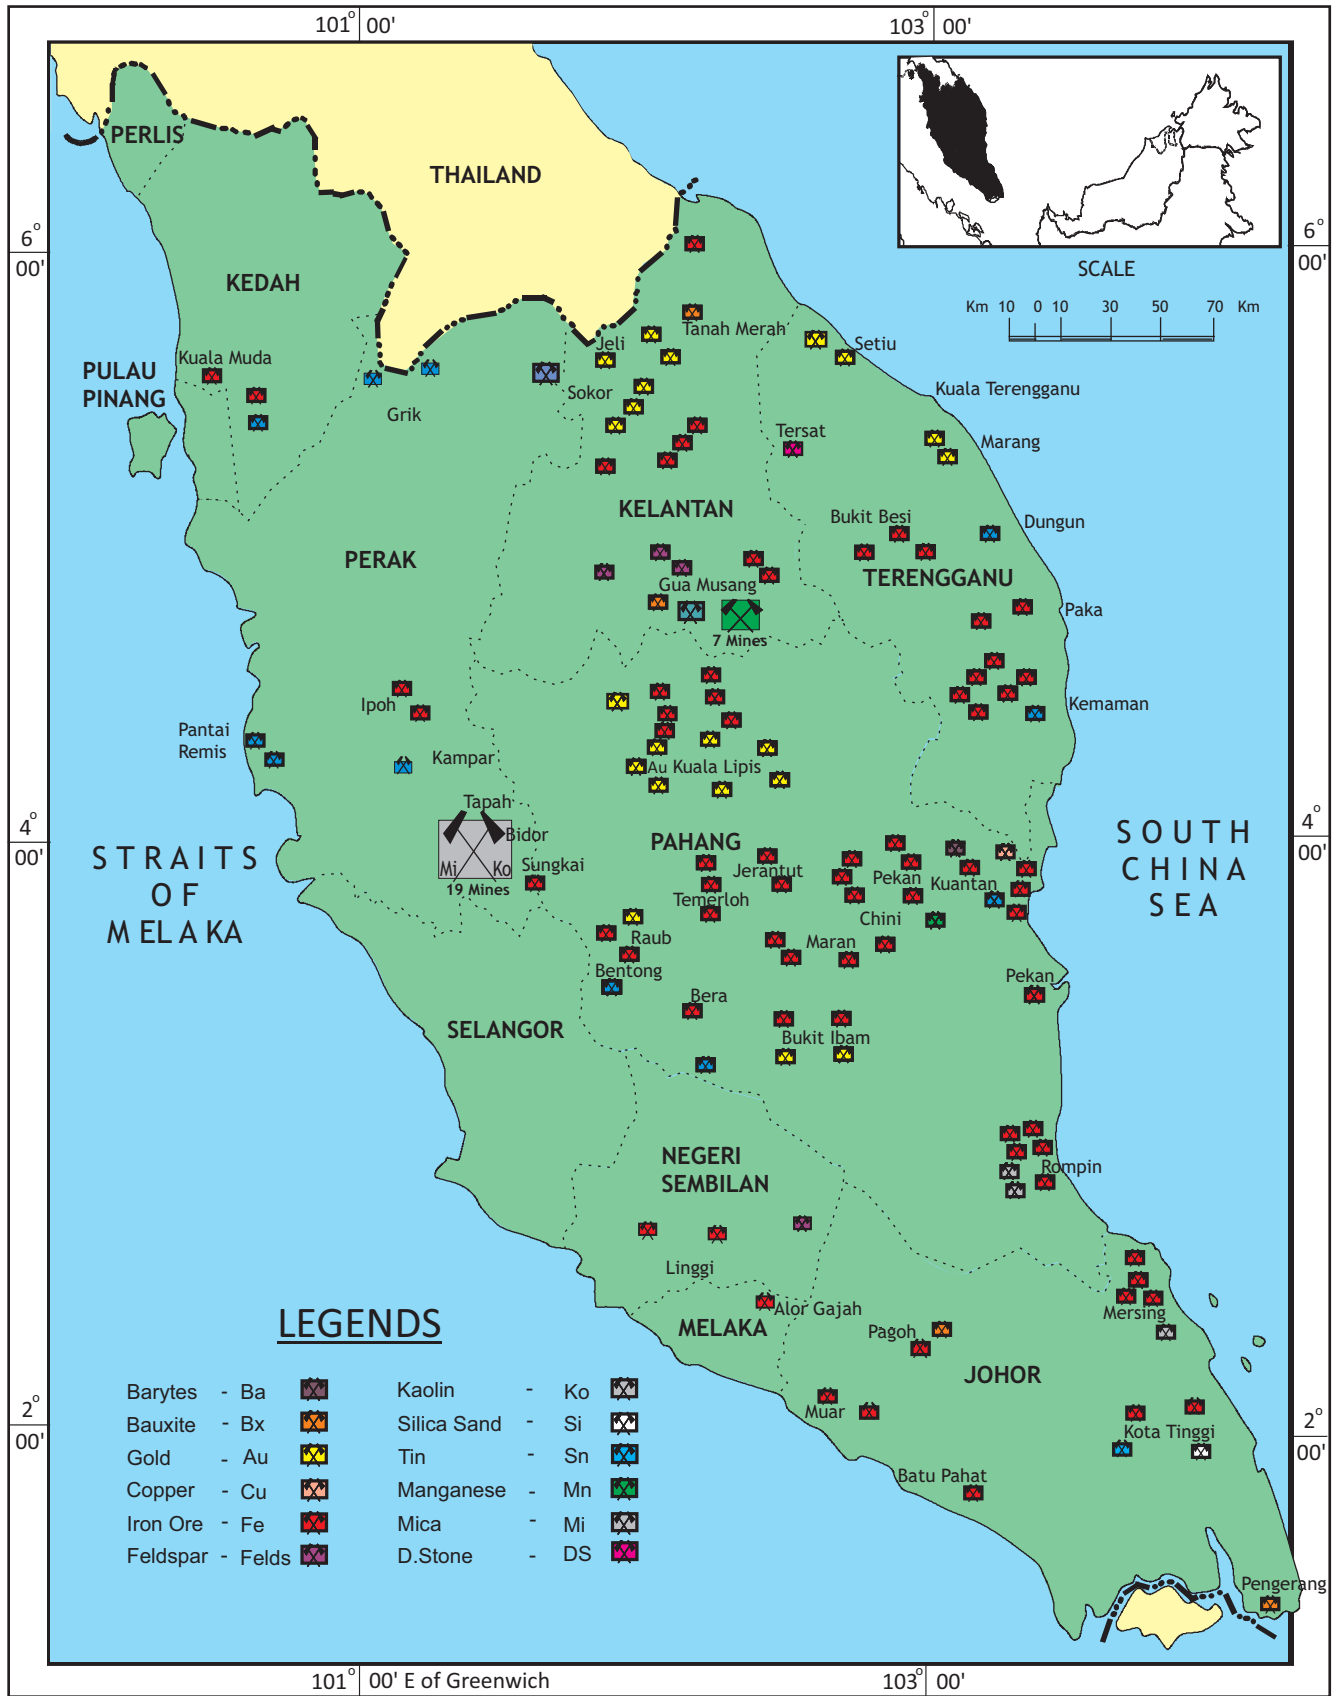 101° 00'
103° 00'
PERLIS
THAILAND
6°
00'
6°
00'
KEDAH
SCALE
Km 10 0 10 30 50 70 Km
Tanah Merah
Jeli
Setiu
Kuala Muda
PULAU
PINANG
Sokor
Kuala Terengganu
Grik
Tersat
Marang
KELANTAN
Bukit Besi
Dungun
PERAK
TERENGGANU
Gua Musang
Paka
7 Mines
Ipoh
Kemaman
Pantai
Remis
Kampar
Au Kuala Lipis
Tapah
Bidor
4°
00'
4°
00'
STRAITS
OF
MELAKA
SOUTH
CHINA
SEA
PAHANG
Mi Ko
19 Mines
Sungkai
Jerantut
Pekan
Kuantan
Temerloh
Chini
Raub
Maran
Bentong
Pekan
Bera
SELANGOR
Bukit Ibam
NEGERI
SEMBILAN
Rompin
Linggi
Alor Gajah
MELAKA
Mersing
Pagoh
JOHOR
Muar
Kota Tinggi
Batu Pahat
Pengerang
2°
00'
2°
00'
LEGENDS
Barytes - Ba
Bauxite - Bx
Gold - Au
Copper - Cu
Iron Ore - Fe
Feldspar - Felds
Kaolin - Ko
Silica Sand - Si
Tin - Sn
Manganese - Mn
Mica - Mi
D.Stone - DS
101° 00' E of Greenwich
103° 00'